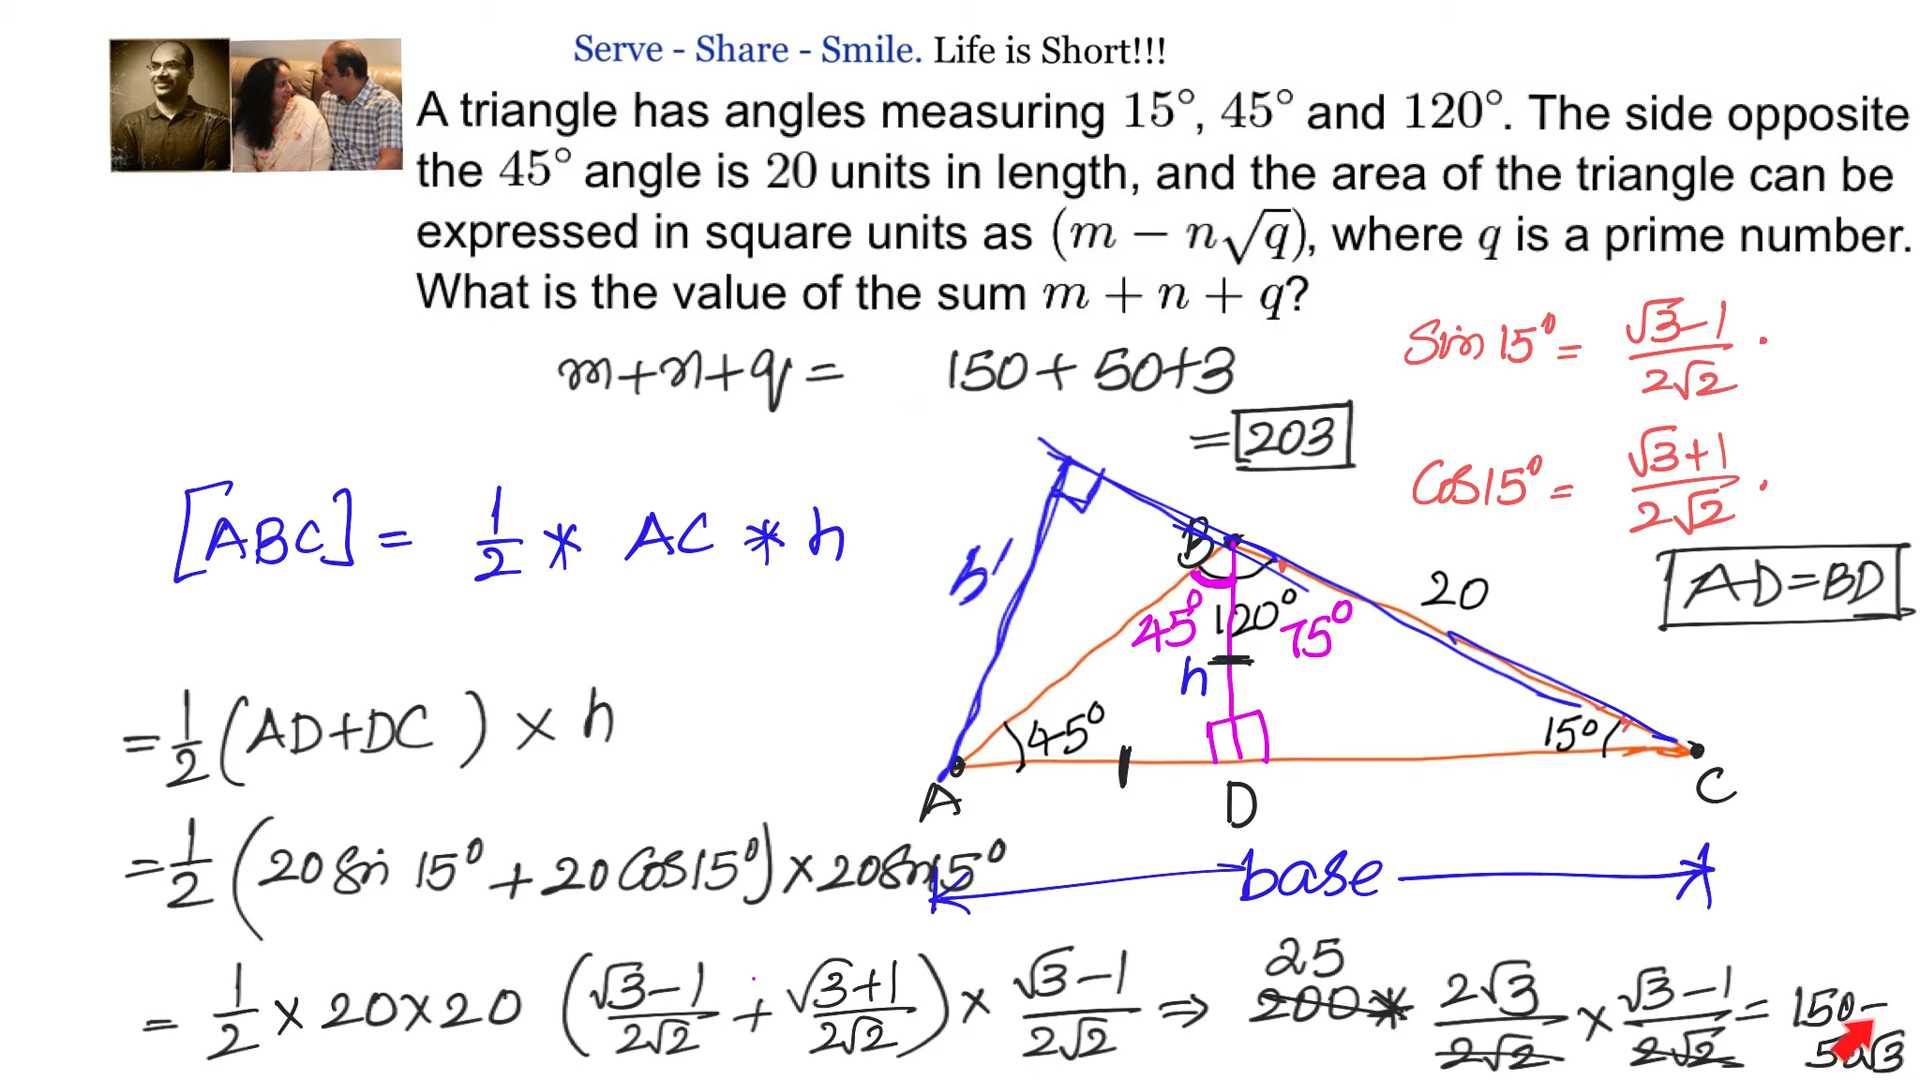 Serve - Share - Smile. Life is Short!!!
A triangle has angles measuring 15°, 45° and 120°. The side opposite
the 45° angle is 20 units in length, and the area of the triangle can be
expressed in square units as (m − n√q), where q is a prime number.
What is the value of the sum m + n + q?
m+n+q = 150 + 50+3
= 203
Sin 15° = (√3-1)/(2√2) .
Cos 15° = (√3+1)/(2√2) .
AD = BD
[ABC] = 1/2 * AC * h
B
20
45° 120° 75°
h
45°
15°
A
D
C
base
= 1/2 (AD+DC) × h
= 1/2 (20 Sin 15° + 20 Cos 15°) × 20 Sin 15°
= 1/2 × 20 × 20 ((√3-1)/(2√2) + (√3+1)/(2√2)) × (√3-1)/(2√2) ⇒ 25 200 * (2√3)/(2√2) × (√3-1)/(2√2) = 150 - 50√3